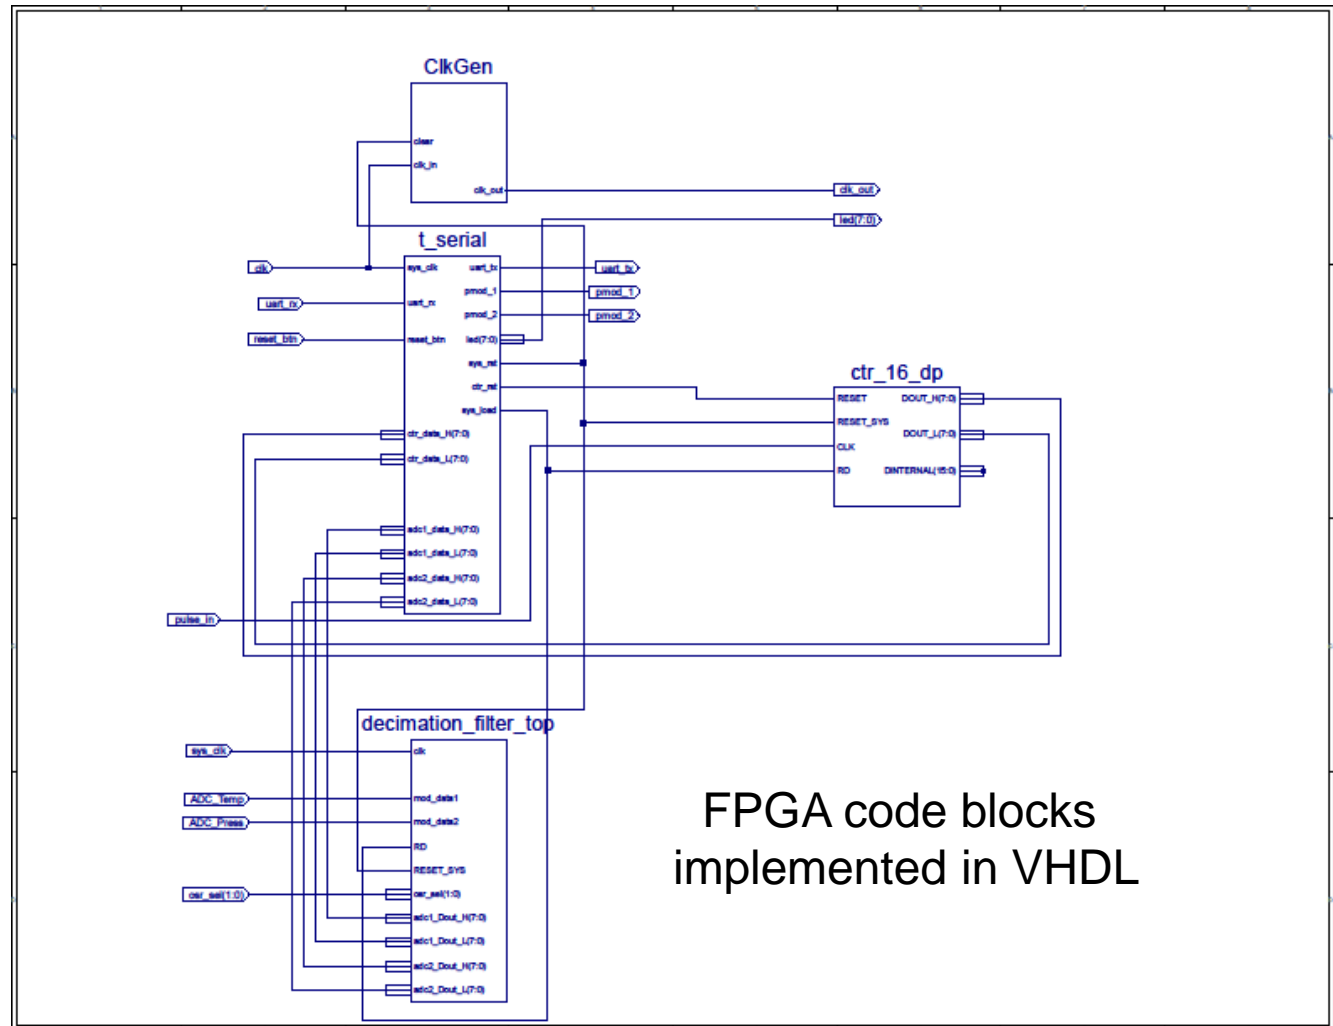 ClkGen
clear
clk_in
clk_out
clk_out
led(7:0)
t_serial
clk
sys_clk
uart_tx
uart_tx
pmod_1
pmod_1
uart_rx
uart_rx
pmod_2
pmod_2
reset_btn
reset_btn
led(7:0)
sys_rst
ctr_rst
sys_load
ctr_data_H(7:0)
ctr_data_L(7:0)
adc1_data_H(7:0)
adc1_data_L(7:0)
adc2_data_H(7:0)
adc2_data_L(7:0)
ctr_16_dp
RESET
DOUT_H(7:0)
RESET_SYS
DOUT_L(7:0)
CLK
RD
DINTERNAL(15:0)
pulse_in
decimation_filter_top
sys_clk
clk
ADC_Temp
mod_data1
ADC_Press
mod_data2
RD
RESET_SYS
osr_sel(1:0)
osr_sel(1:0)
adc1_Dout_H(7:0)
adc1_Dout_L(7:0)
adc2_Dout_H(7:0)
adc2_Dout_L(7:0)
FPGA code blocks
implemented in VHDL